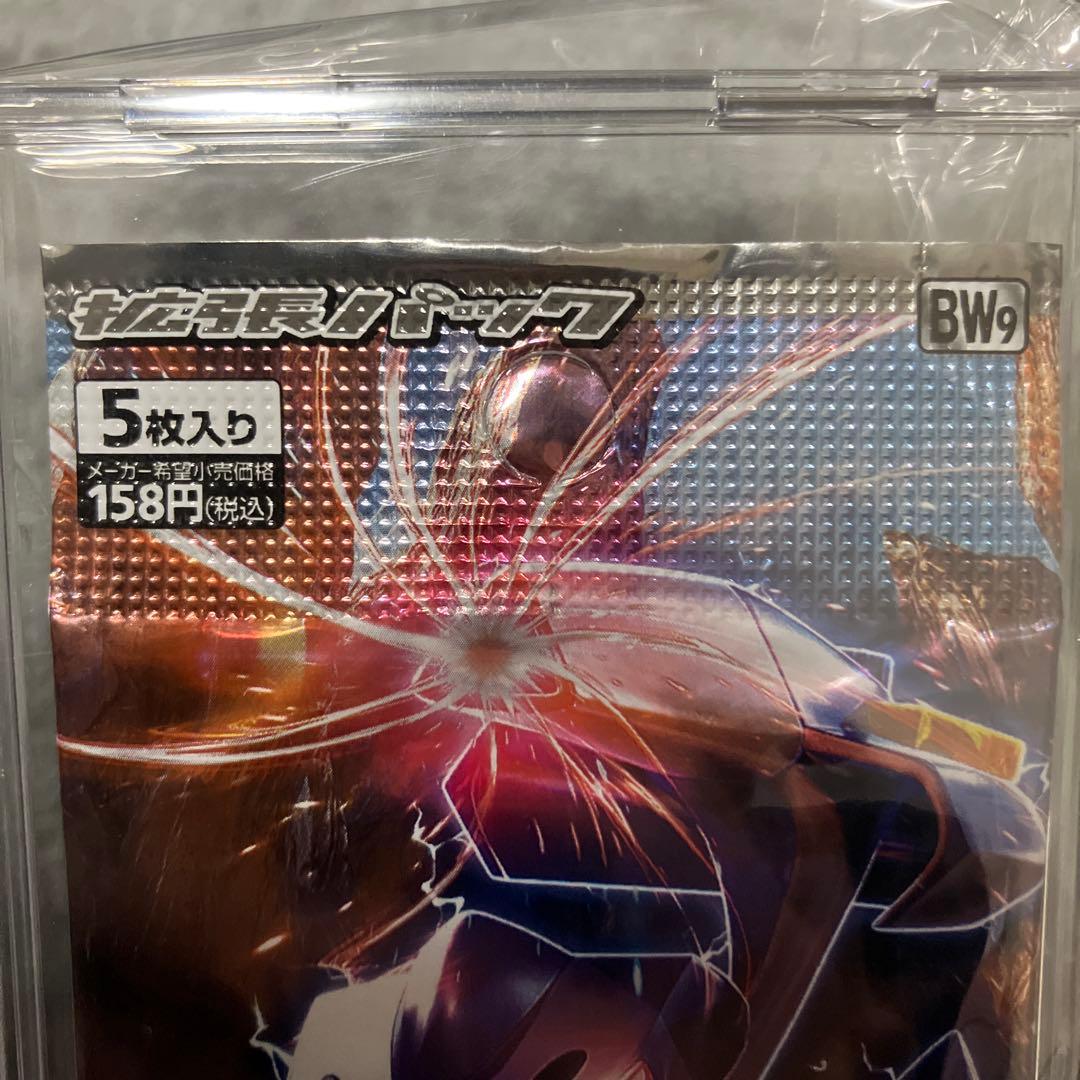 拡張パック
BW9
5枚入り
メーカー希望小売価格
158円(税込)